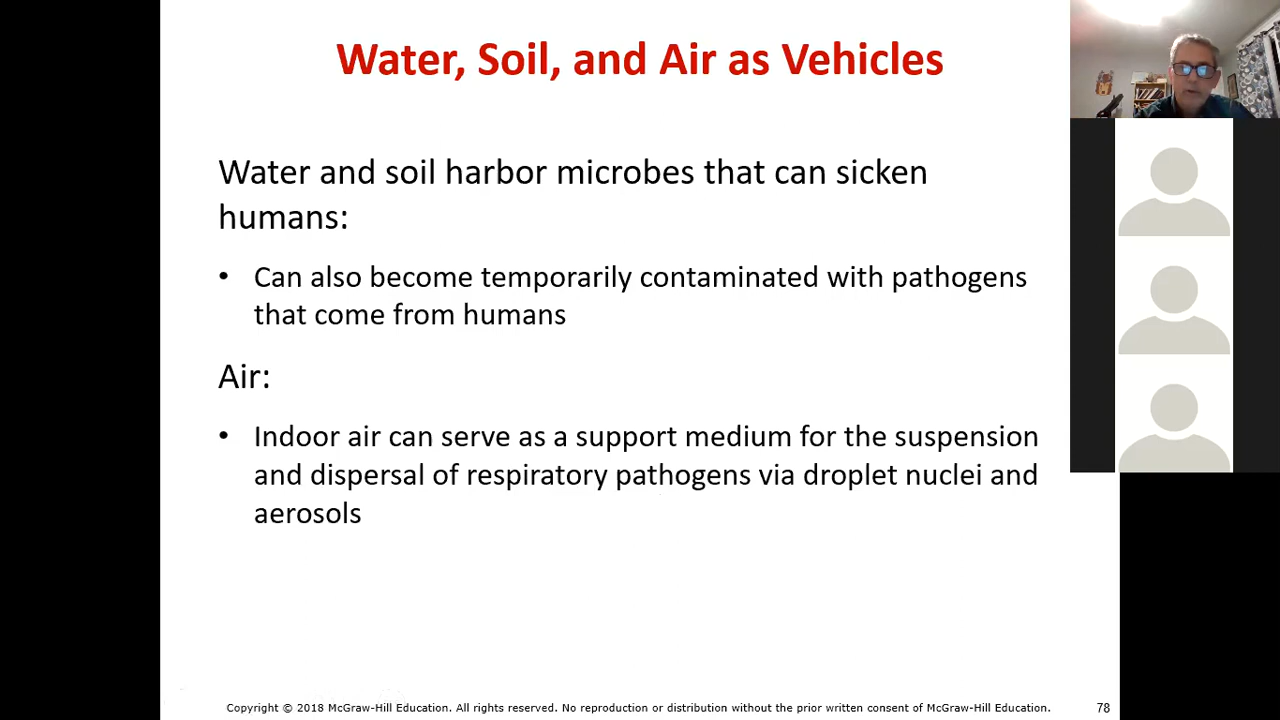 Water, Soil, and Air as Vehicles
Water and soil harbor microbes that can sicken
humans:
• Can also become temporarily contaminated with pathogens
that come from humans
Air:
• Indoor air can serve as a support medium for the suspension
and dispersal of respiratory pathogens via droplet nuclei and
aerosols
Copyright © 2018 McGraw-Hill Education. All rights reserved. No reproduction or distribution without the prior written consent of McGraw-Hill Education.
78